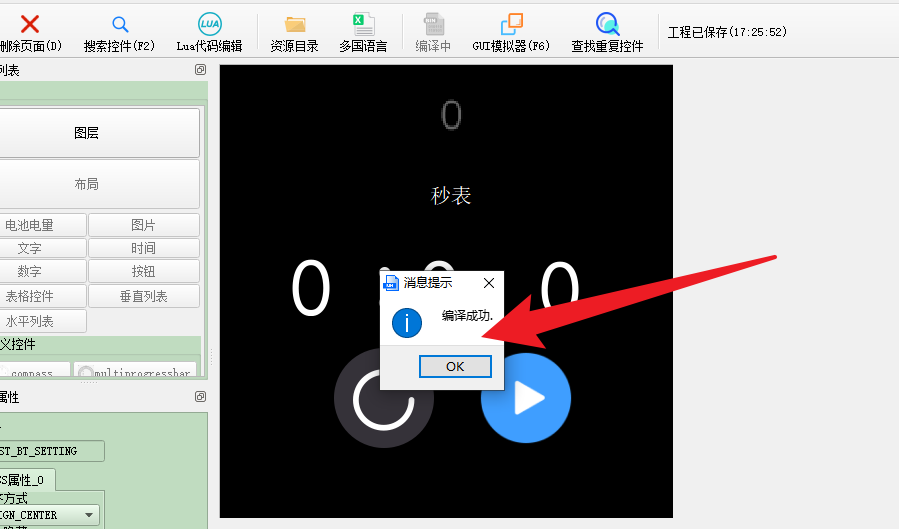 LUA
BIN
删除页面(D)
搜索控件(F2)
Lua代码编辑
资源目录
多国语言
编译中
GUI模拟器(F6)
查找重复控件
工程已保存(17:25:52)
列表
图层
布局
电池电量
图片
文字
时间
数字
按钮
表格控件
垂直列表
水平列表
义控件
compass
multiprogressbar
属性
ST_BT_SETTING
属性_0
齐方式
IGN_CENTER
0
秒表
0
0
消息提示
编译成功.
OK